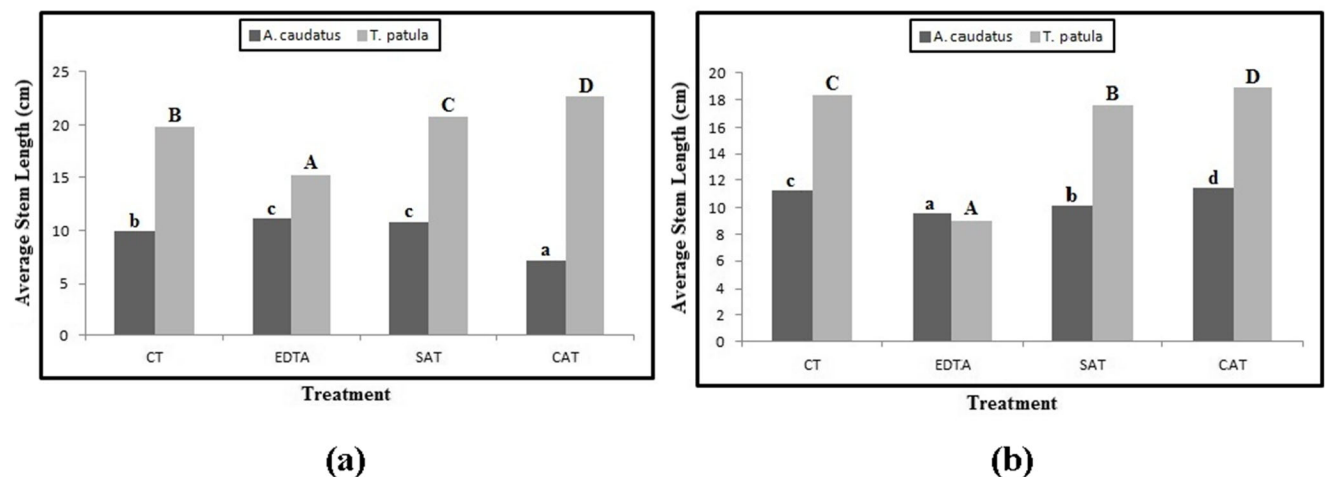 A. caudatus T. patula
Average Stem Length (cm)
25
20
15
10
5
0
b B
c A
c C
a D
CT EDTA SAT CAT
Treatment
(a)
A. caudatus T. patula
Average Stem Length (cm)
20
18
16
14
12
10
8
6
4
2
0
c C
a A
b B
d D
CT EDTA SAT CAT
Treatment
(b)